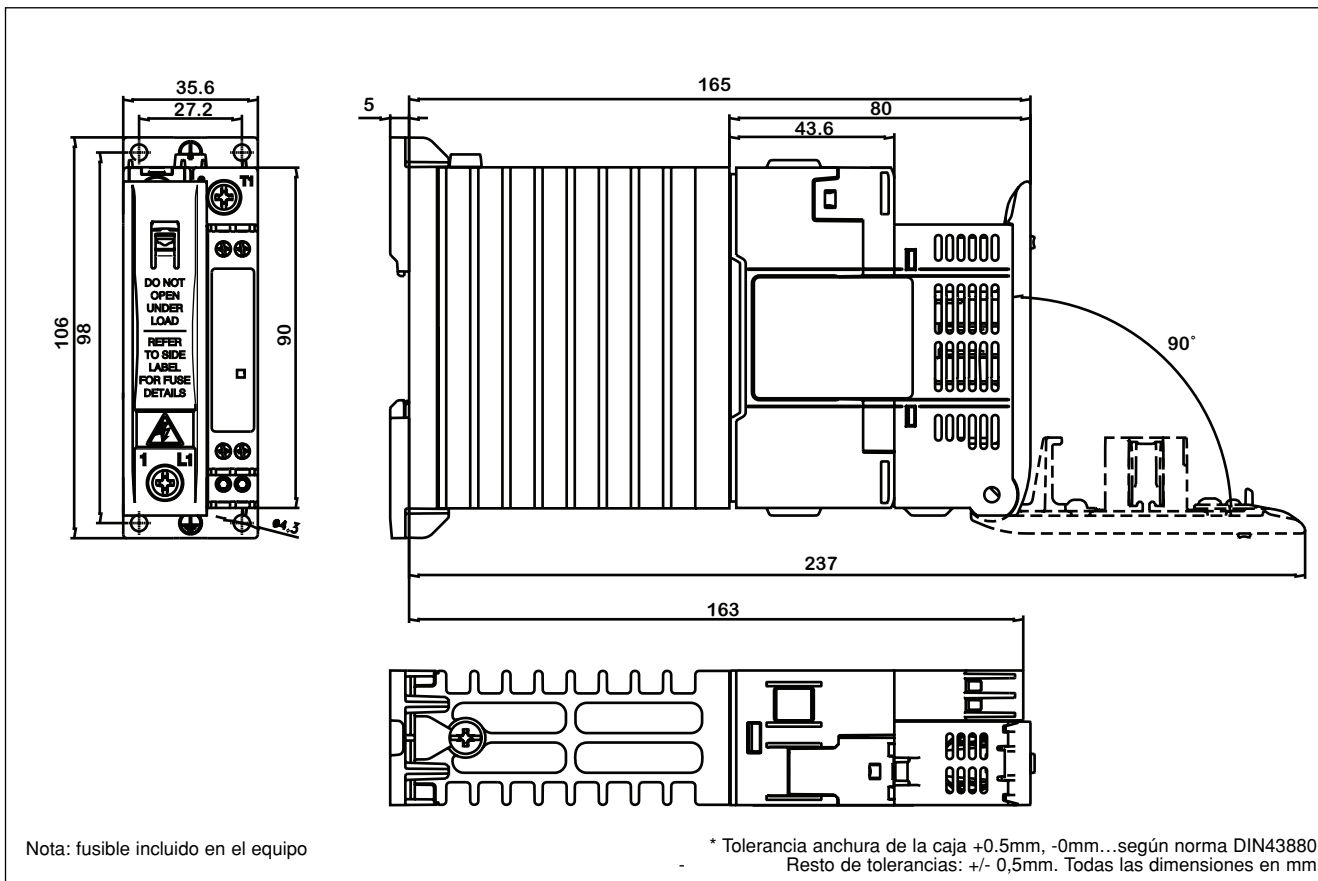 35.6
27.2
106
98
90
T1
DO NOT
OPEN
UNDER
LOAD
REFER
TO SIDE
LABEL
FOR FUSE
DETAILS
1 L1
ø4.3
5
165
80
43.6
90°
237
163
Nota: fusible incluido en el equipo
* Tolerancia anchura de la caja +0.5mm, -0mm...según norma DIN43880
- Resto de tolerancias: +/- 0,5mm. Todas las dimensiones en mm